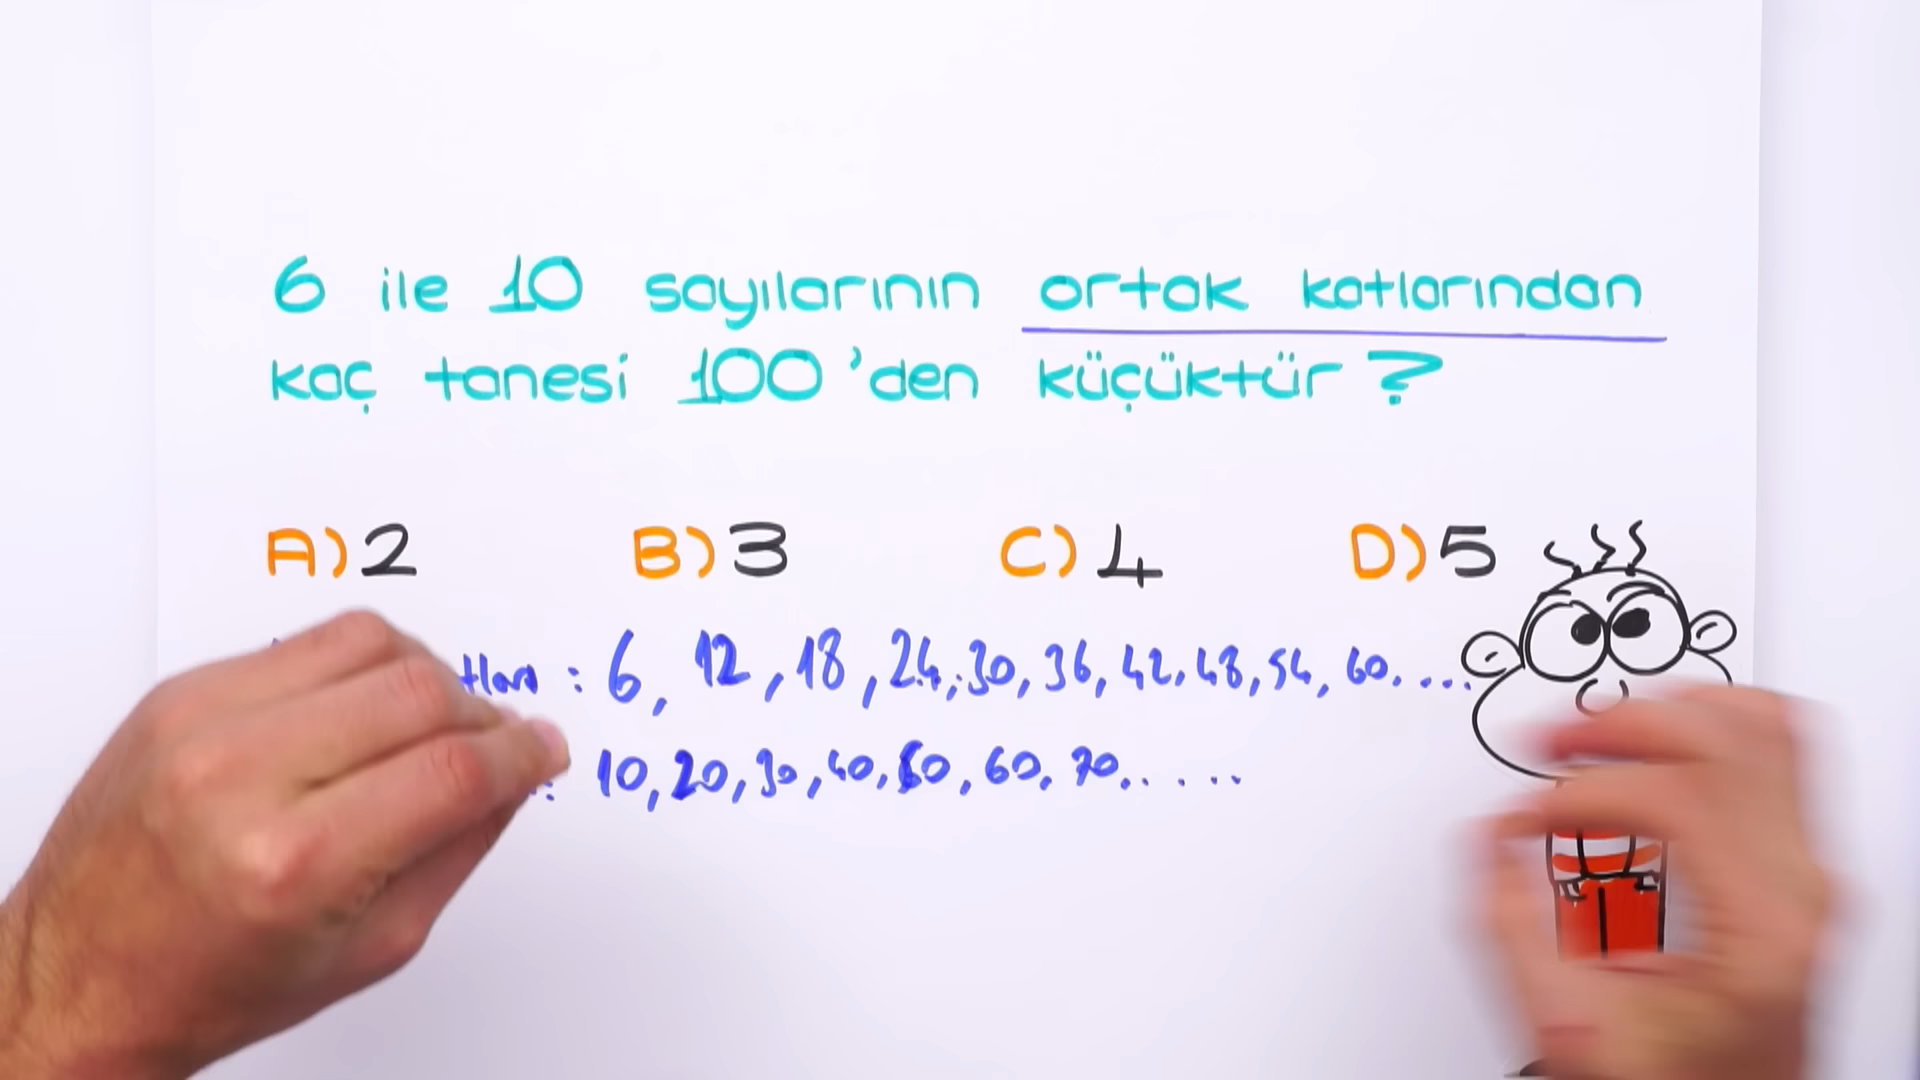 6 ile 10 sayılarının ortak katlarından
kaç tanesi 100'den küçüktür?
A) 2 B) 3 C) 4 D) 5
: 6, 12, 18, 24, 30, 36, 42, 48, 54, 60, ....
: 10, 20, 30, 40, 50, 60, 70, . . . .